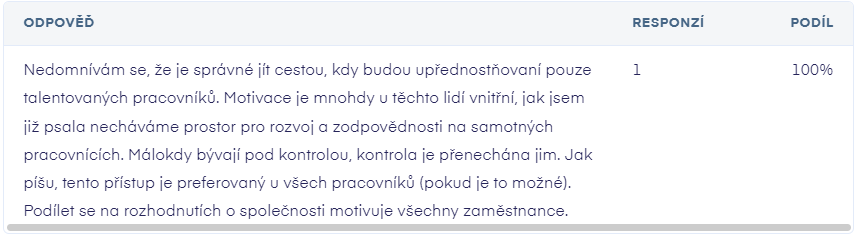 ODPOVĚĎ RESPONZÍ PODÍL
Nedomnívám se, že je správné jít cestou, kdy budou upřednostňovaní pouze 1 100%
talentovaných pracovníků. Motivace je mnohdy u těchto lidí vnitřní, jak jsem
již psala necháváme prostor pro rozvoj a zodpovědnosti na samotných
pracovnících. Málokdy bývají pod kontrolou, kontrola je přenechána jim. Jak
píšu, tento přístup je preferovaný u všech pracovníků (pokud je to možné).
Podílet se na rozhodnutích o společnosti motivuje všechny zaměstnance.